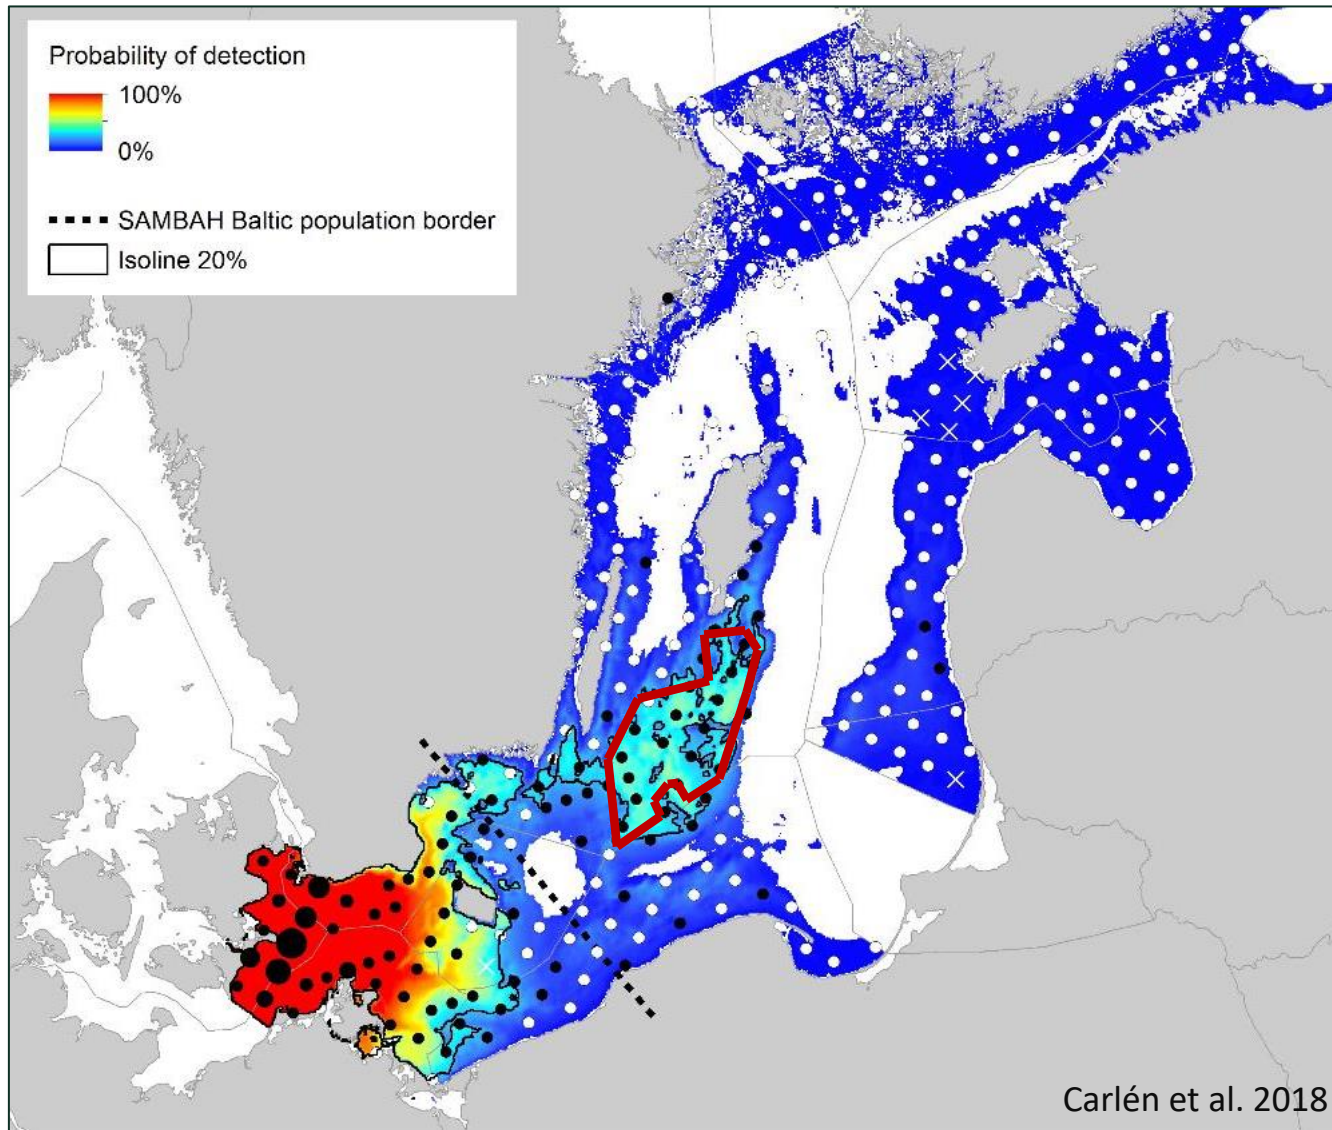 Probability of detection
100%
0%
SAMBAH Baltic population border
Isoline 20%
Carlén et al. 2018